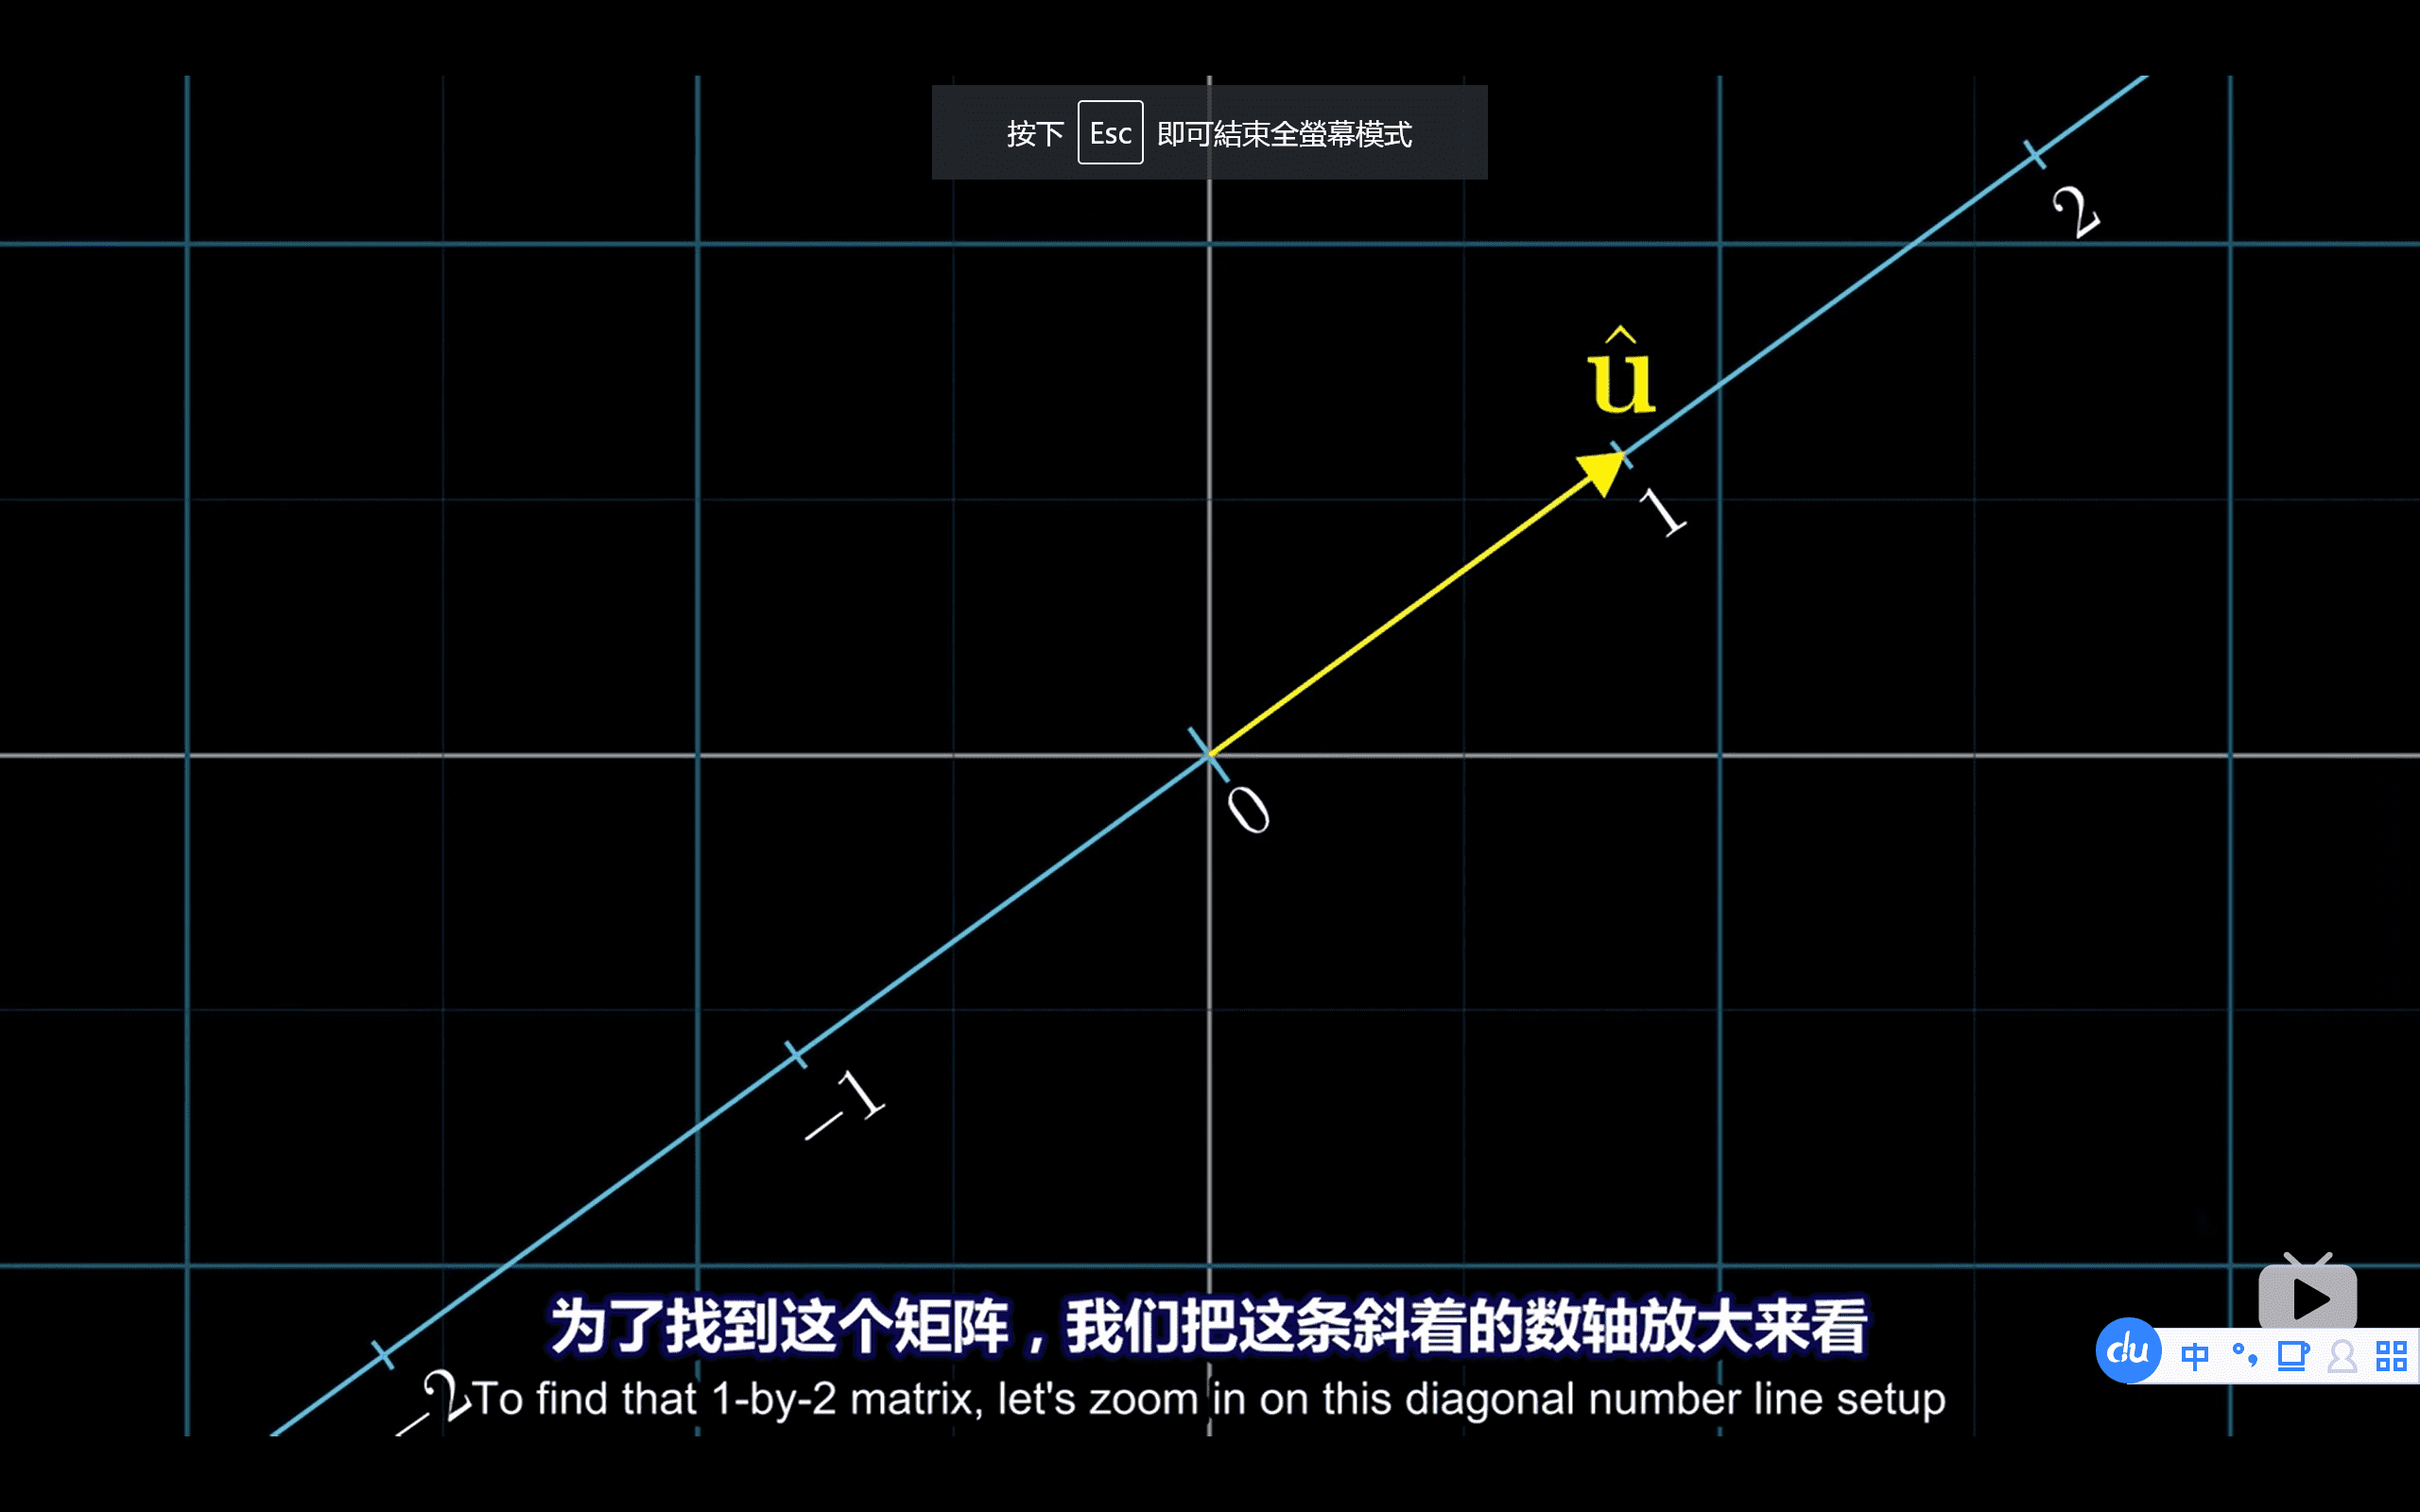 按下 Esc 即可結束全螢幕模式
2
û
1
0
−1
−2
为了找到这个矩阵，我们把这条斜着的数轴放大来看
To find that 1-by-2 matrix, let's zoom in on this diagonal number line setup
du 中